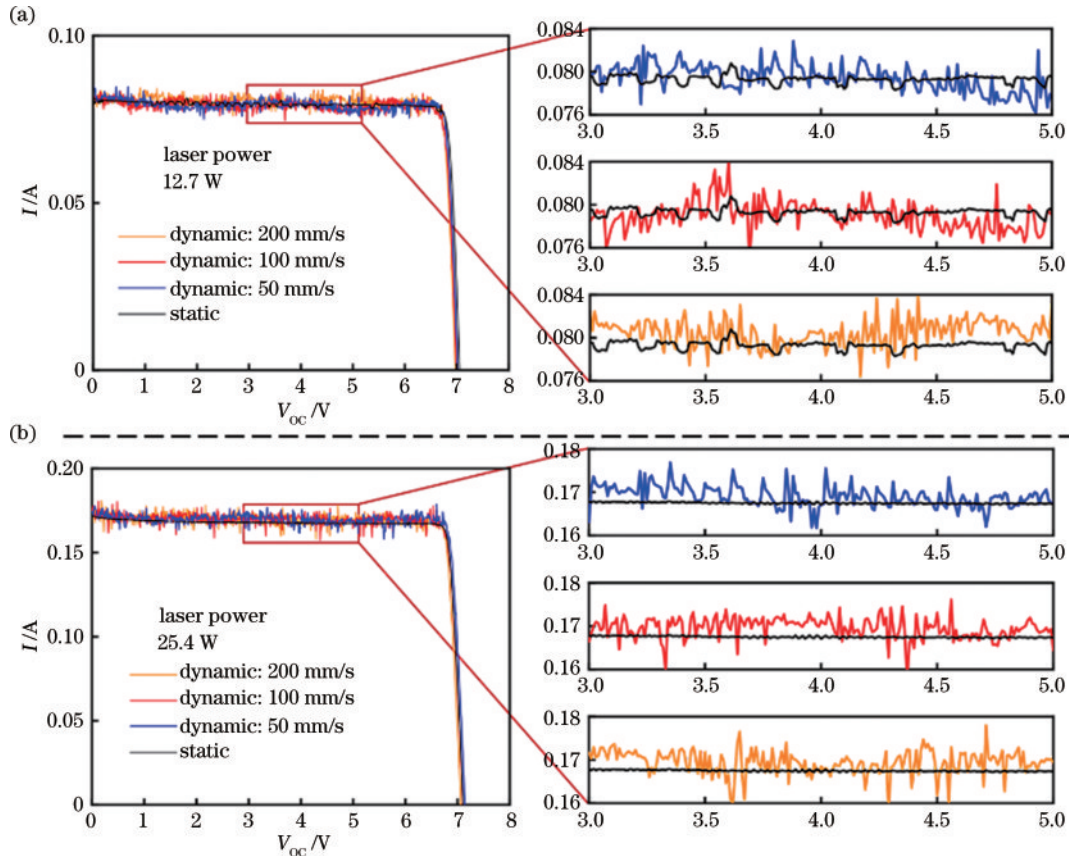 (a)
0.10
0.05
0
I/A
laser power
12.7 W
dynamic: 200 mm/s
dynamic: 100 mm/s
dynamic: 50 mm/s
static
0 1 2 3 4 5 6 7 8
VOC/V
0.084
0.080
0.076
3.0 3.5 4.0 4.5 5.0
0.084
0.080
0.076
3.0 3.5 4.0 4.5 5.0
0.084
0.080
0.076
3.0 3.5 4.0 4.5 5.0
(b)
0.20
0.15
0.10
0.05
0
I/A
laser power
25.4 W
dynamic: 200 mm/s
dynamic: 100 mm/s
dynamic: 50 mm/s
static
0 1 2 3 4 5 6 7 8
VOC/V
0.18
0.17
0.16
3.0 3.5 4.0 4.5 5.0
0.18
0.17
0.16
3.0 3.5 4.0 4.5 5.0
0.18
0.17
0.16
3.0 3.5 4.0 4.5 5.0